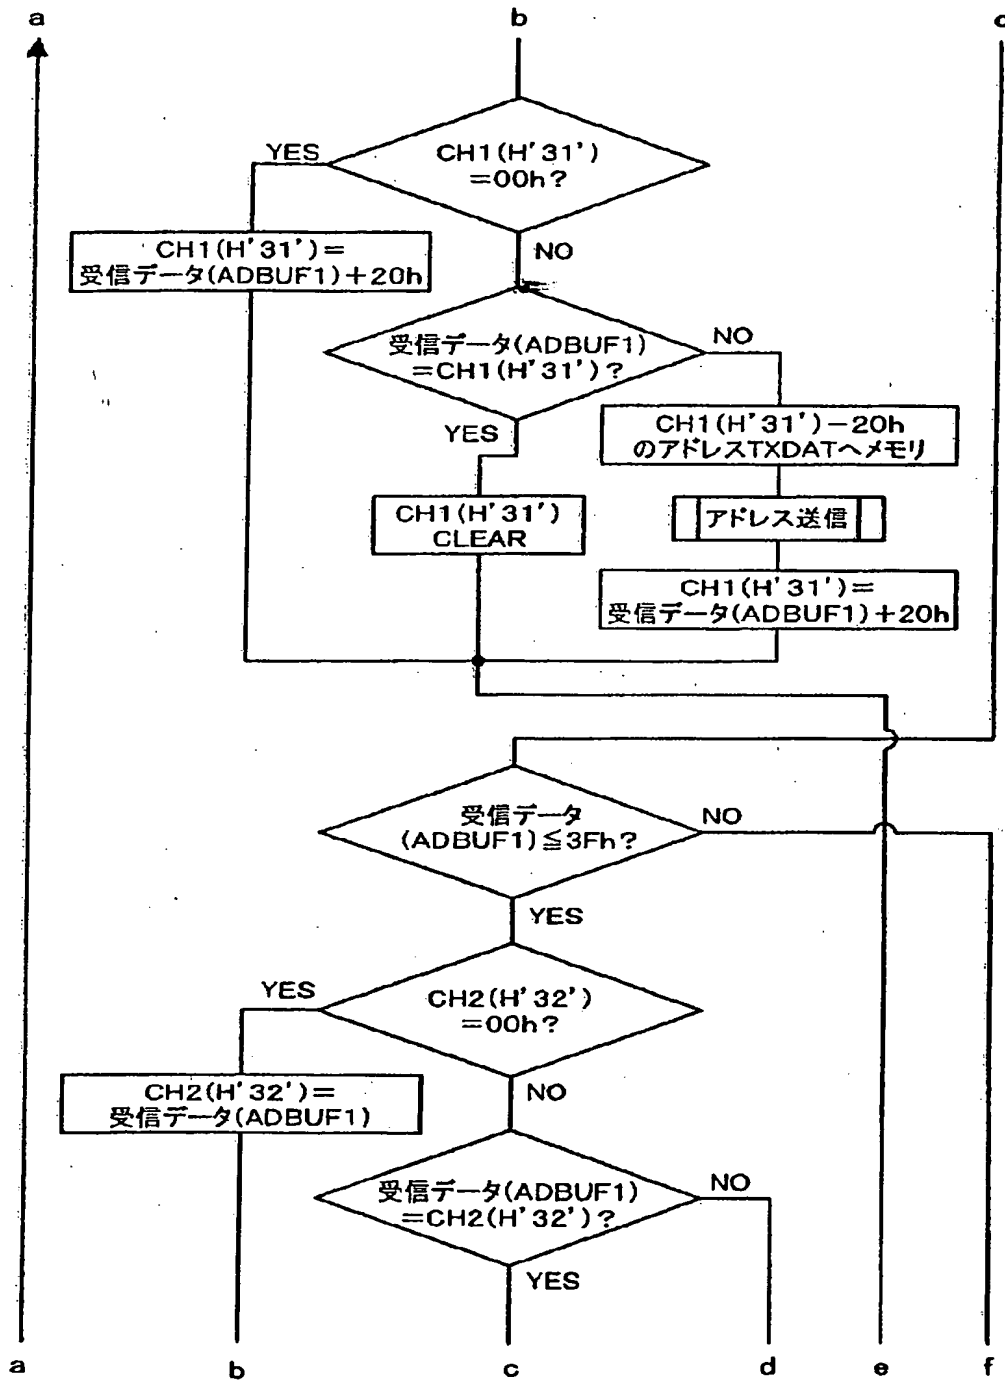 a
b
c
CH1(H'31')
=00h?
YES
NO
CH1(H'31')=
受信データ(ADBUF1)+20h
受信データ(ADBUF1)
=CH1(H'31')?
NO
YES
CH1(H'31')-20h
のアドレスTXDATへメモリ
CH1(H'31')
CLEAR
アドレス送信
CH1(H'31')=
受信データ(ADBUF1)+20h
受信データ
(ADBUF1)≦3Fh?
NO
YES
CH2(H'32')
=00h?
YES
NO
CH2(H'32')=
受信データ(ADBUF1)
受信データ(ADBUF1)
=CH2(H'32')?
NO
YES
a
b
c
d
e
f